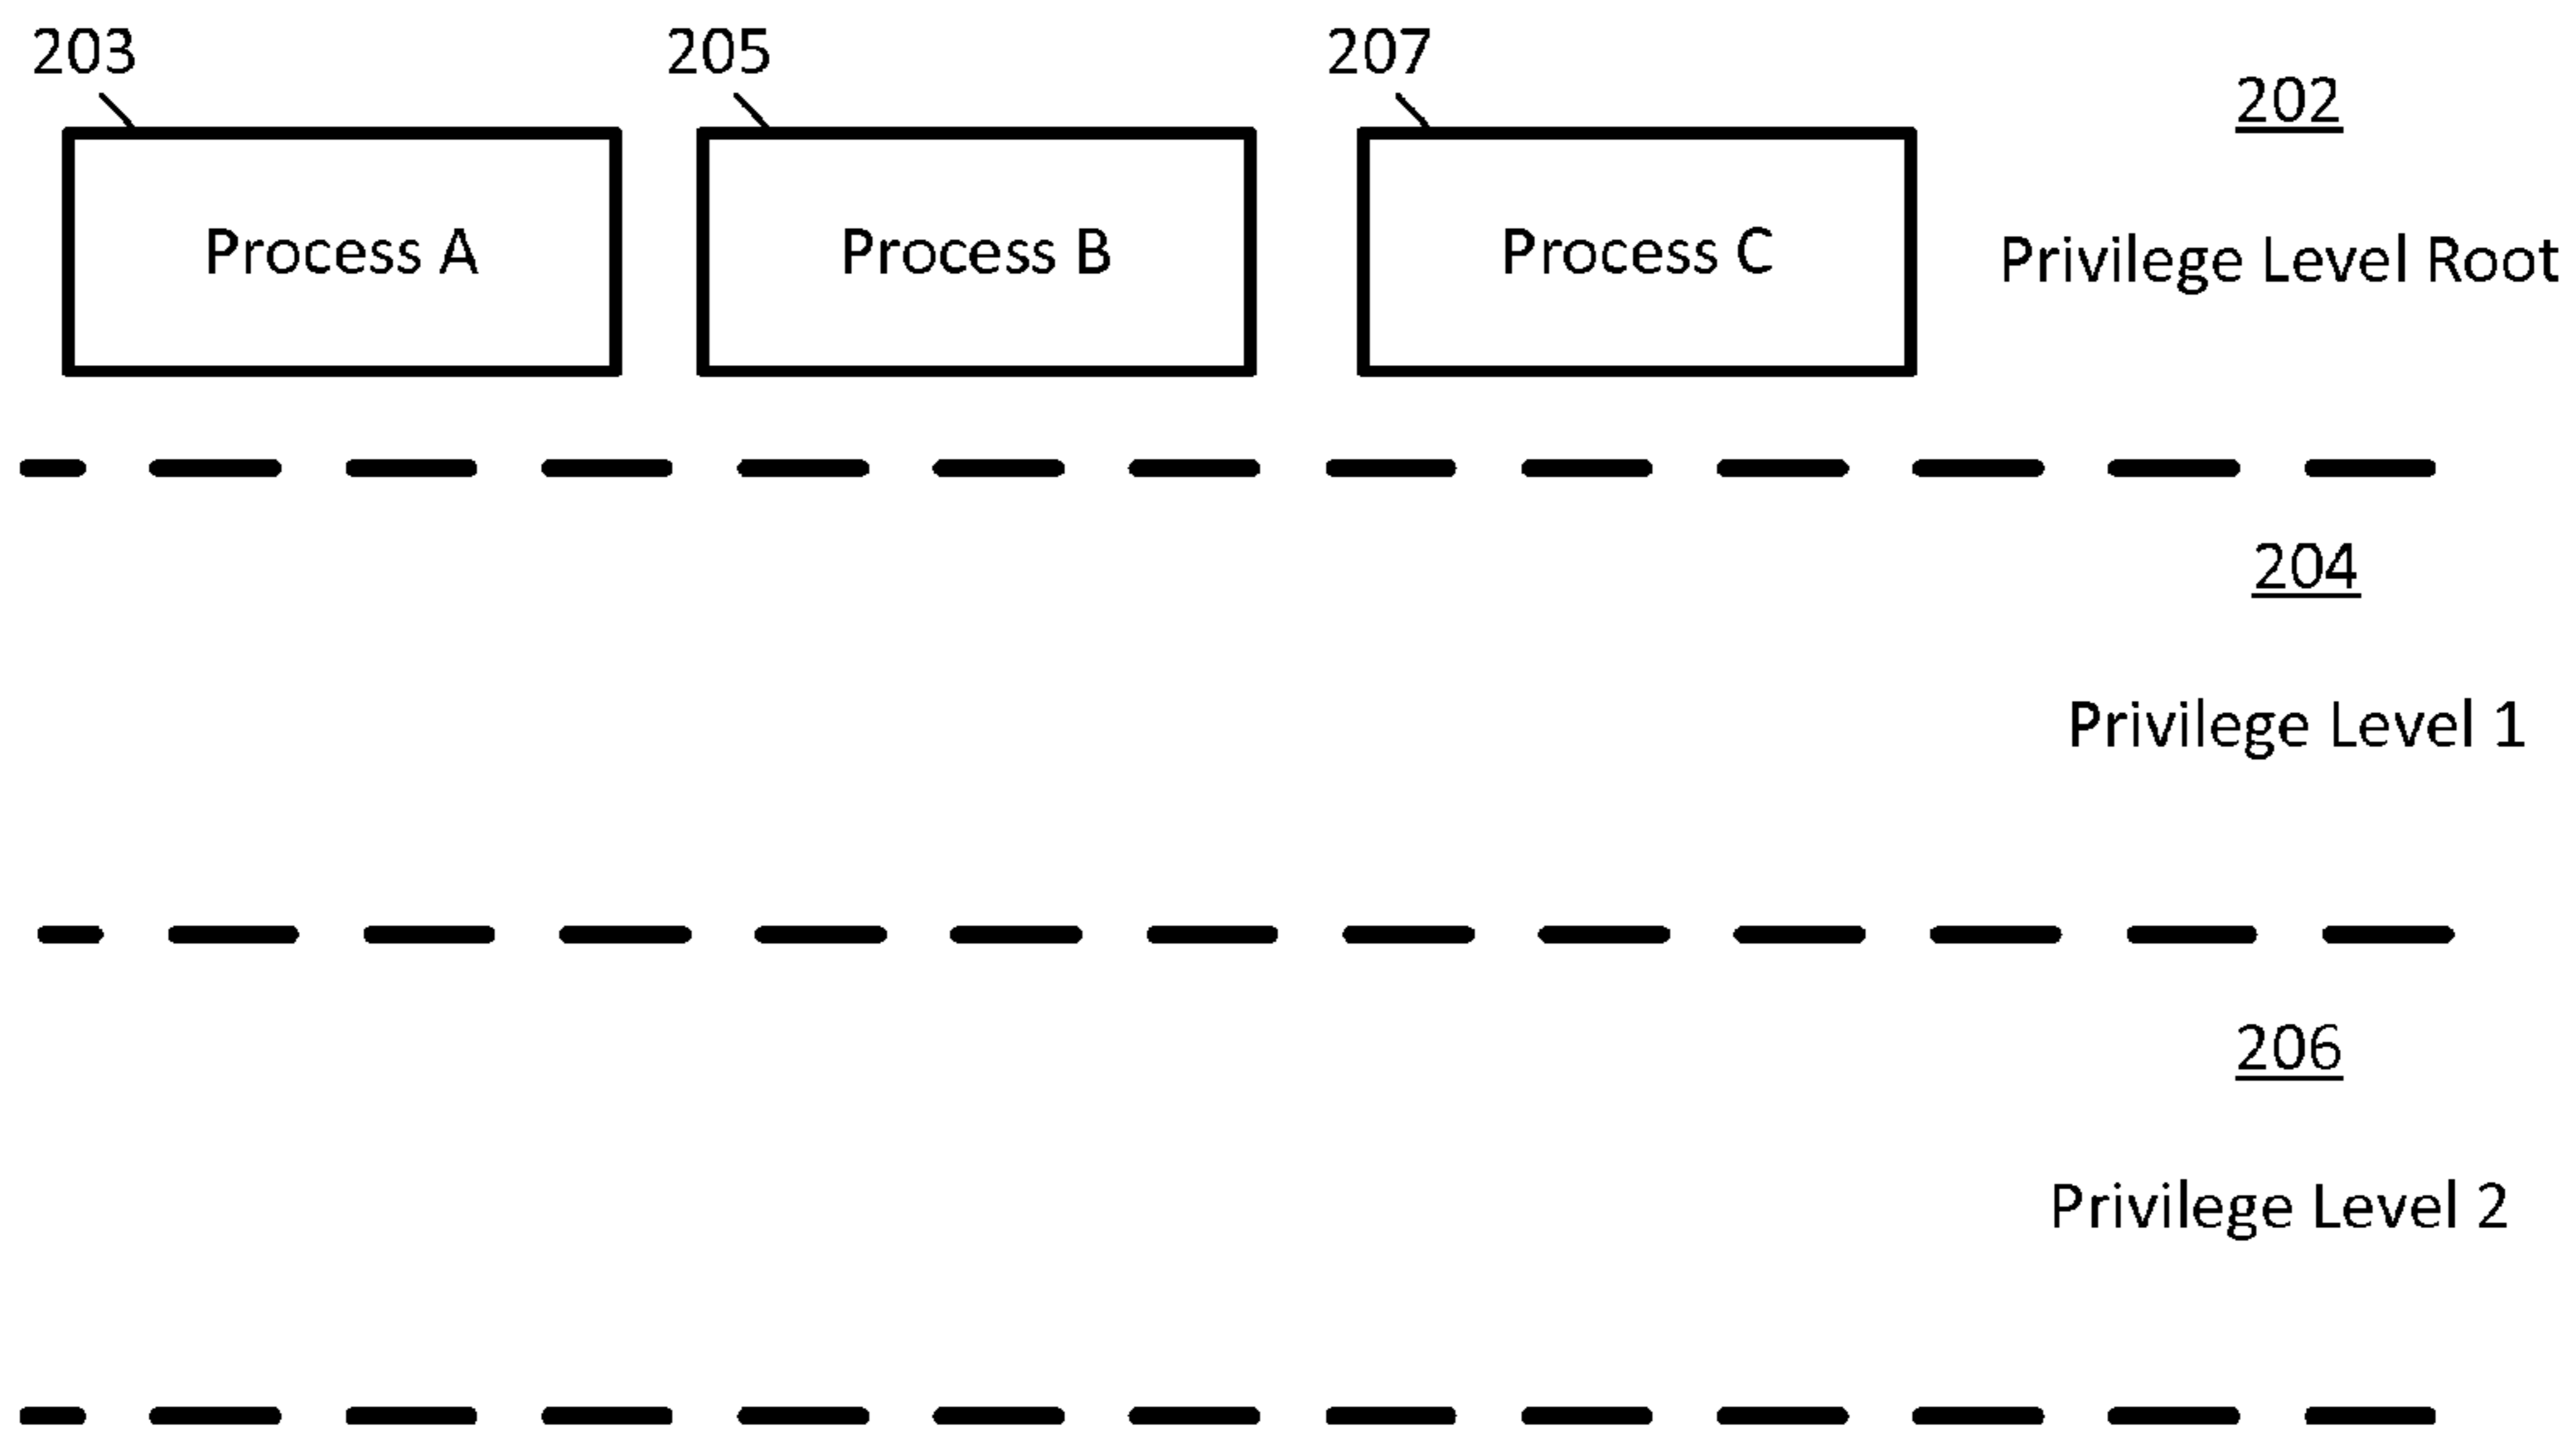 203
205
207
202
Process A
Process B
Process C
Privilege Level Root
204
Privilege Level 1
206
Privilege Level 2